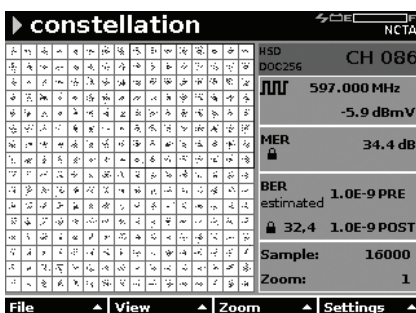 constellation
E F
NCTA
HSD
DOC256
CH 086
597.000 MHz
-5.9 dBmV
MER
34.4 dB
BER
estimated
1.0E-9 PRE
32,4 1.0E-9 POST
Sample: 16000
Zoom: 1
File View Zoom Settings